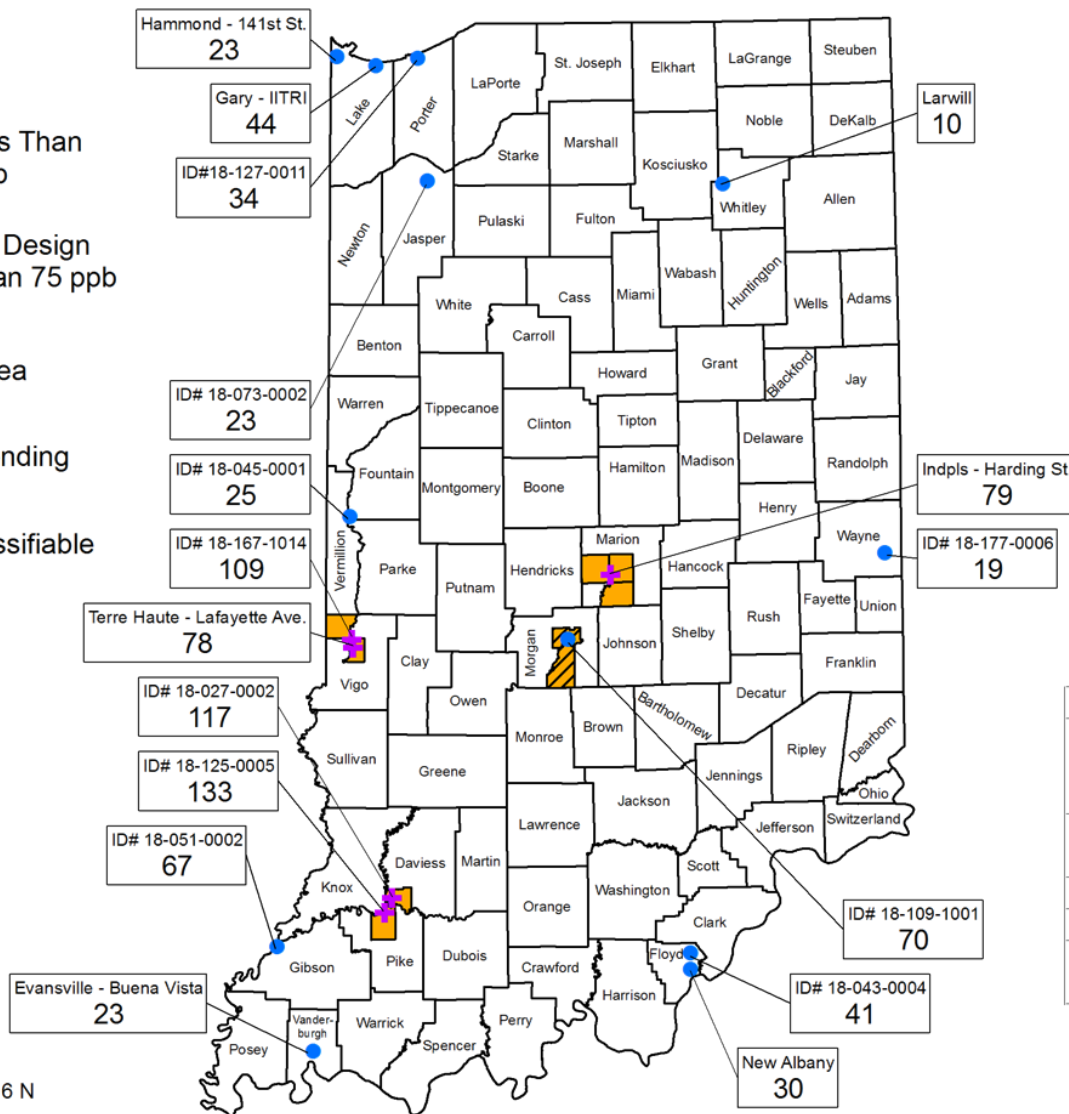 Hammond - 141st St.
23
Gary - IITRI
44
ID#18-127-0011
34
Larwill
10
s Than
Design
an 75 ppb
ea
nding
ssifiable
ID# 18-073-0002
23
ID# 18-045-0001
25
ID# 18-167-1014
109
Terre Haute - Lafayette Ave.
78
ID# 18-027-0002
117
ID# 18-125-0005
133
ID# 18-051-0002
67
Evansville - Buena Vista
23
Indpls - Harding St
79
ID# 18-177-0006
19
ID# 18-109-1001
70
ID# 18-043-0004
41
New Albany
30
Lake
Porter
LaPorte
St. Joseph
Elkhart
LaGrange
Steuben
Noble
DeKalb
Starke
Marshall
Kosciusko
Whitley
Allen
Newton
Jasper
Pulaski
Fulton
Wabash
Huntington
Wells
Adams
White
Cass
Miami
Carroll
Benton
Howard
Grant
Blackford
Jay
Warren
Tippecanoe
Clinton
Tipton
Delaware
Randolph
Fountain
Montgomery
Boone
Hamilton
Madison
Henry
Wayne
Vermillion
Parke
Putnam
Hendricks
Marion
Hancock
Fayette
Union
Rush
Vigo
Clay
Owen
Morgan
Johnson
Shelby
Franklin
Decatur
Sullivan
Greene
Monroe
Brown
Bartholomew
Jennings
Ripley
Dearborn
Ohio
Switzerland
Jefferson
Jackson
Lawrence
Knox
Daviess
Martin
Orange
Washington
Scott
Clark
Floyd
Harrison
Crawford
Gibson
Pike
Dubois
Posey
Vander-
burgh
Warrick
Spencer
Perry
6 N